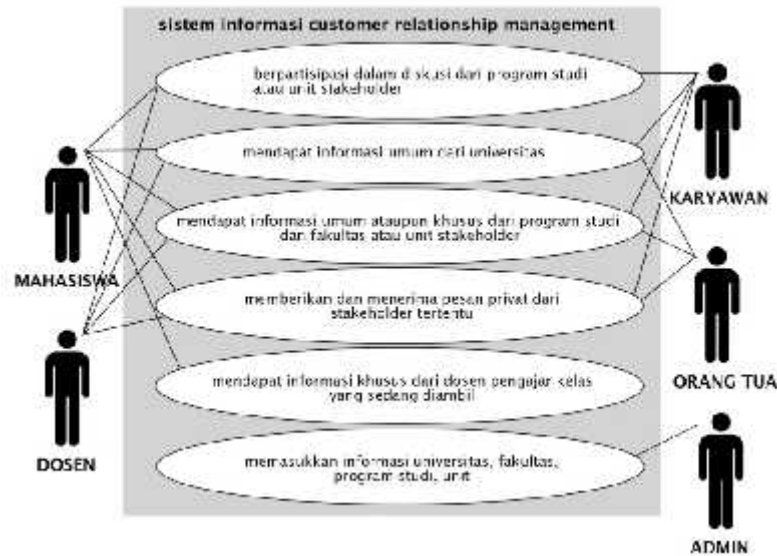 sistem informasi customer relationship management
berpartisipasi dalam diskusi dari program studi
atau unit stakeholder
mendapat informasi umum dari universitas
KARYAWAN
mendapat informasi umum ataupun khusus dari program studi
dan fakultas atau unit stakeholder
MAHASISWA
memberikan dan menerima pesan privat dari
stakeholder tertentu
mendapat informasi khusus dari dosen pengajar kelas
yang sedang diambil
ORANG TUA
DOSEN
memasukkan informasi universitas, fakultas,
program studi, unit
ADMIN